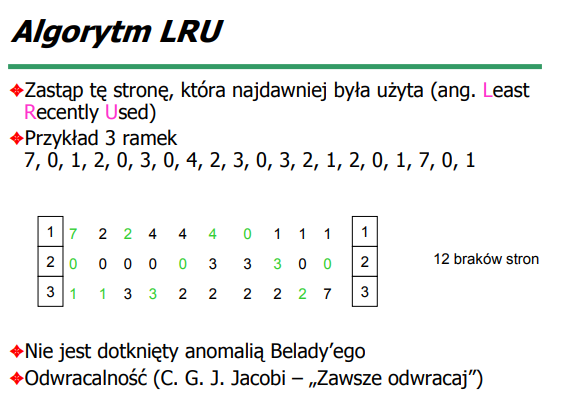 Algorytm LRU
Zastąp tę stronę, która najdawniej była użyta (ang. Least
Recently Used)
Przykład 3 ramek
7, 0, 1, 2, 0, 3, 0, 4, 2, 3, 0, 3, 2, 1, 2, 0, 1, 7, 0, 1
1 7 2 2 4 4 4 0 1 1 1 1
2 0 0 0 0 0 3 3 3 0 0 2
12 braków stron
3 1 1 3 3 2 2 2 2 2 7 3
Nie jest dotknięty anomalią Belady’ego
Odwracalność (C. G. J. Jacobi – „Zawsze odwracaj”)